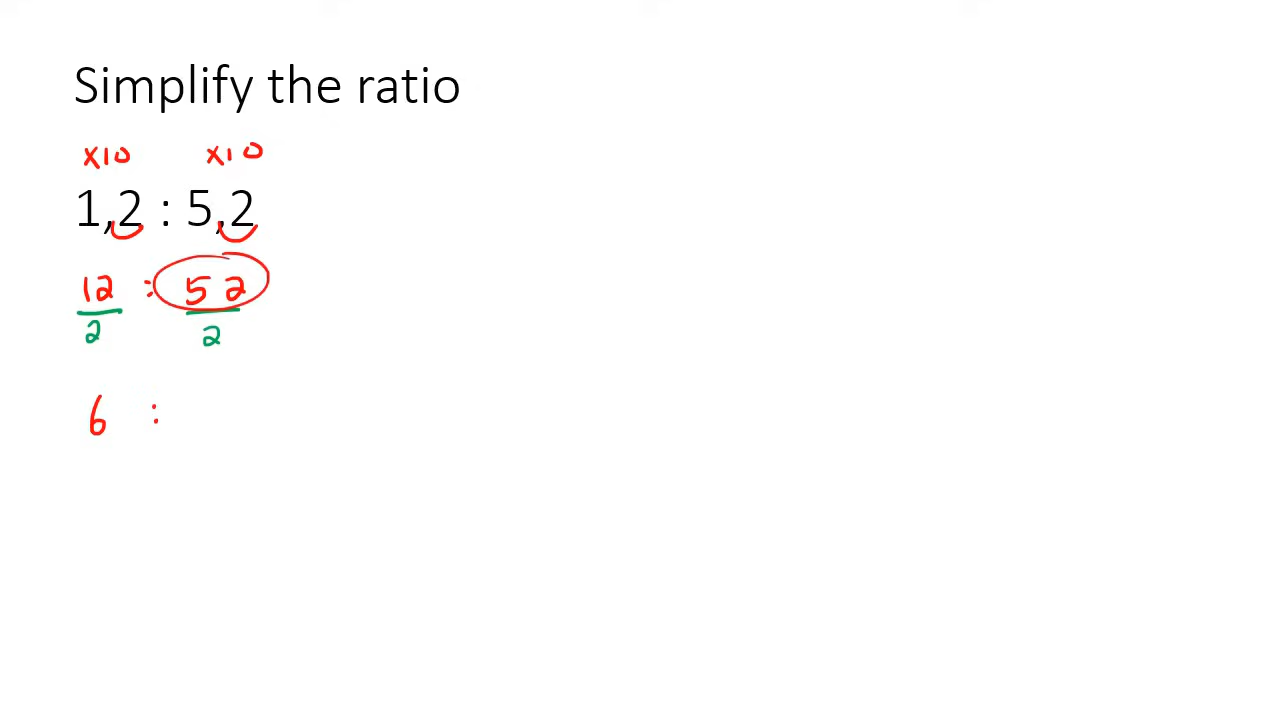 Simplify the ratio
x10 x10
1,2 : 5,2
12 : 52
2 2
6 :